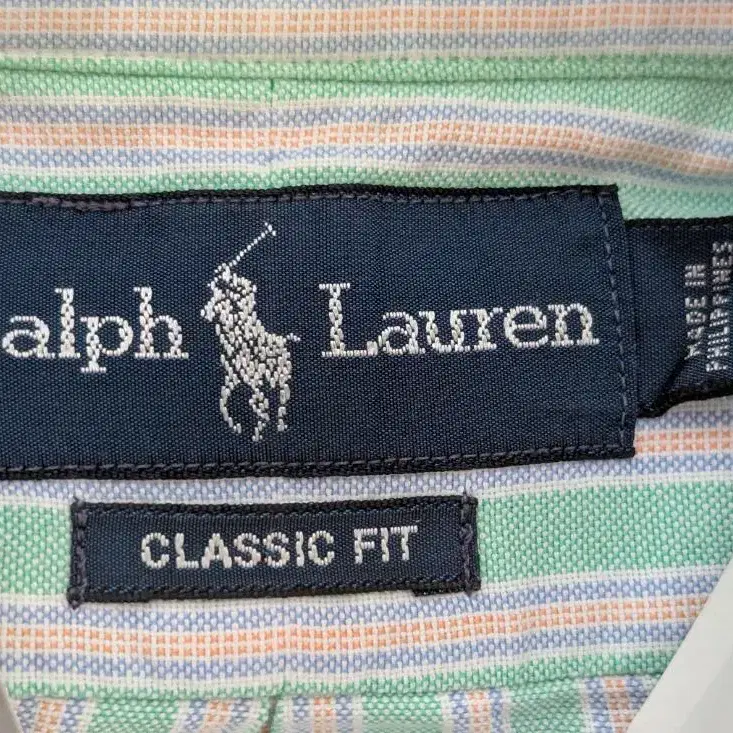 alph Lauren
MADE IN
PHILIPPINES
CLASSIC FIT